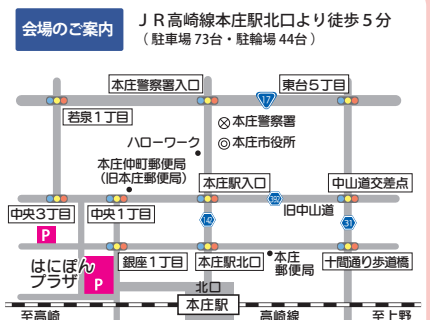 会場のご案内
JR高崎線本庄駅北口より徒歩5分
(駐車場73台・駐輪場44台)
本庄警察署入口
17
東台5丁目
若泉1丁目
本庄警察署
本庄市役所
ハローワーク
本庄仲町郵便局
(旧本庄郵便局)
本庄駅入口
392
中山道交差点
旧中山道
中央3丁目
中央1丁目
142
31
P
銀座1丁目
本庄駅北口
本庄
郵便局
十間通り歩道橋
はにぽん
プラザ
P
北口
本庄駅
至高崎
高崎線
至上野